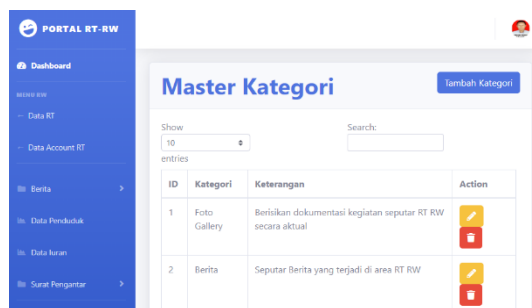 PORTAL RT-RW
Dashboard
MENU RW
Data RT
Data Account RT
Berita
Data Penduduk
Data Iuran
Surat Pengantar
Master Kategori
Tambah Kategori
Show
10
entries
Search:
ID Kategori Keterangan Action
1 Foto Gallery Berisikan dokumentasi kegiatan seputar RT RW
secara aktual
2 Berita Seputar Berita yang terjadi di area RT RW